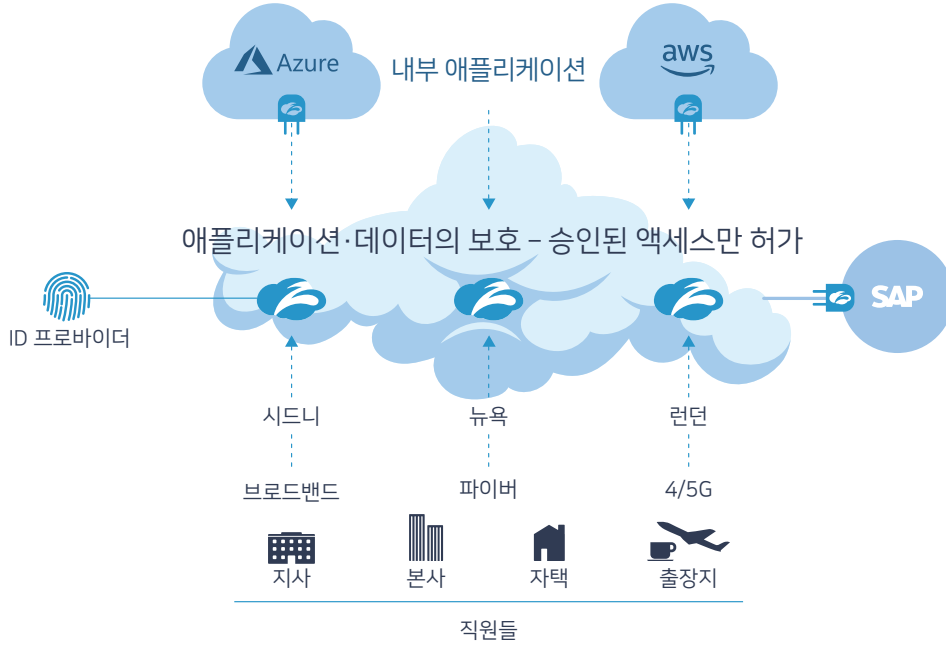 Azure
내부 애플리케이션
aws
애플리케이션·데이터의 보호 – 승인된 액세스만 허가
ID 프로바이더
SAP
시드니
뉴욕
런던
브로드밴드
파이버
4/5G
지사
본사
자택
출장지
직원들